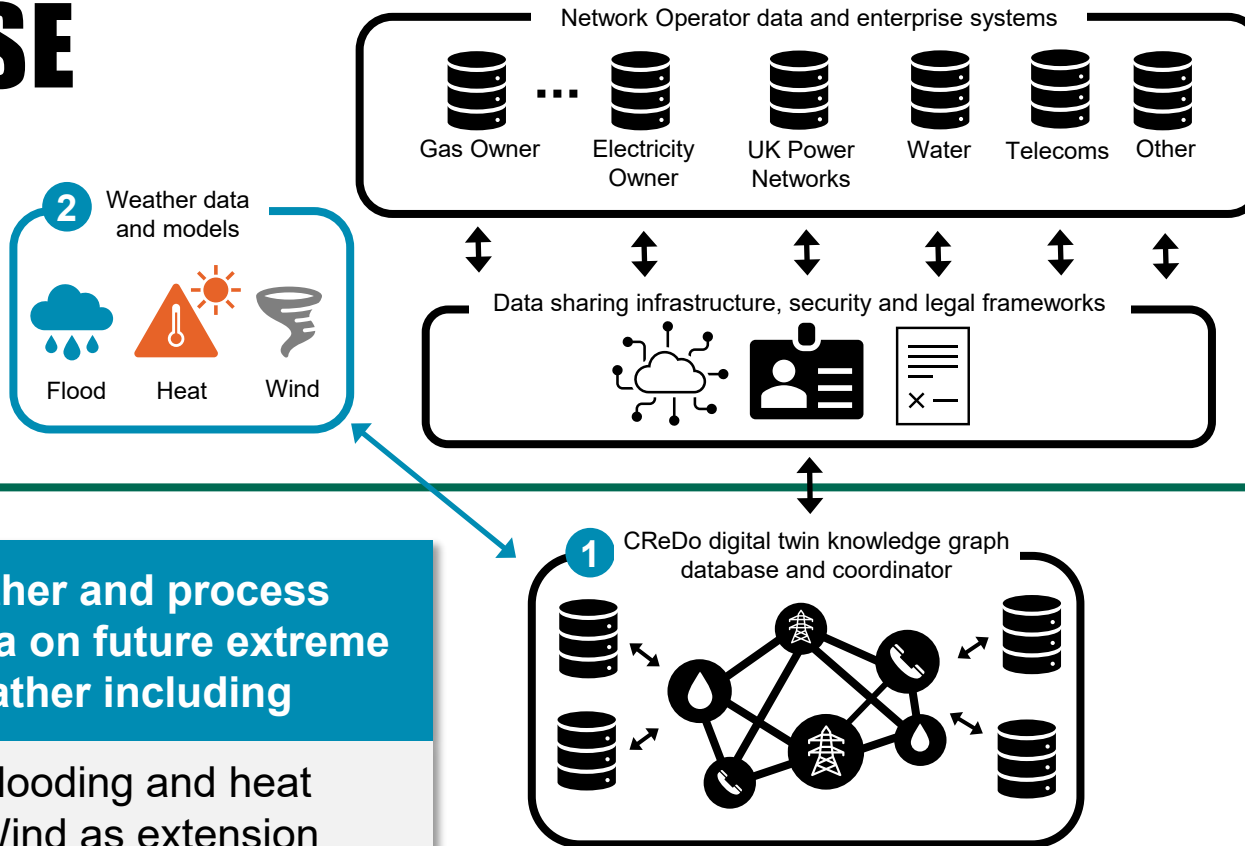 SE
Network Operator data and enterprise systems
...
Gas Owner
Electricity
Owner
UK Power
Networks
Water
Telecoms
Other
2
Weather data
and models
Flood
Heat
Wind
Data sharing infrastructure, security and legal frameworks
1
CReDo digital twin knowledge graph
database and coordinator
her and process
a on future extreme
ather including
looding and heat
Wind as extension